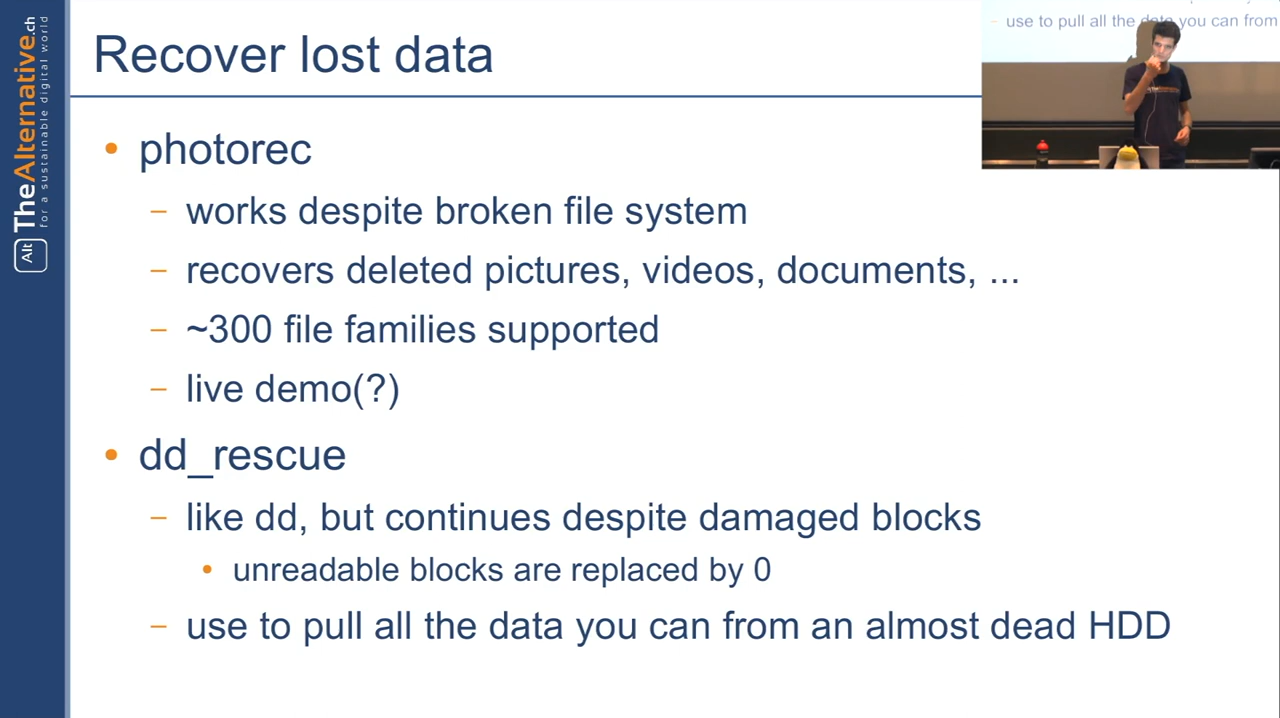 Recover lost data
• photorec
– works despite broken file system
– recovers deleted pictures, videos, documents, ...
– ~300 file families supported
– live demo(?)
• dd_rescue
– like dd, but continues despite damaged blocks
• unreadable blocks are replaced by 0
– use to pull all the data you can from an almost dead HDD
Alt TheAlternative.ch
for a sustainable digital world
– use to pull all the data you can from